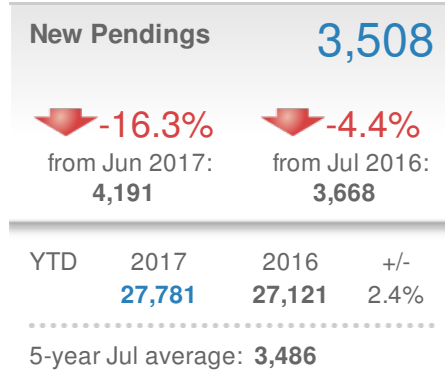 New Pendings 3,508
-16.3% -4.4%
from Jun 2017: from Jul 2016:
4,191 3,668
YTD 2017 2016 +/-
27,781 27,121 2.4%
5-year Jul average: 3,486